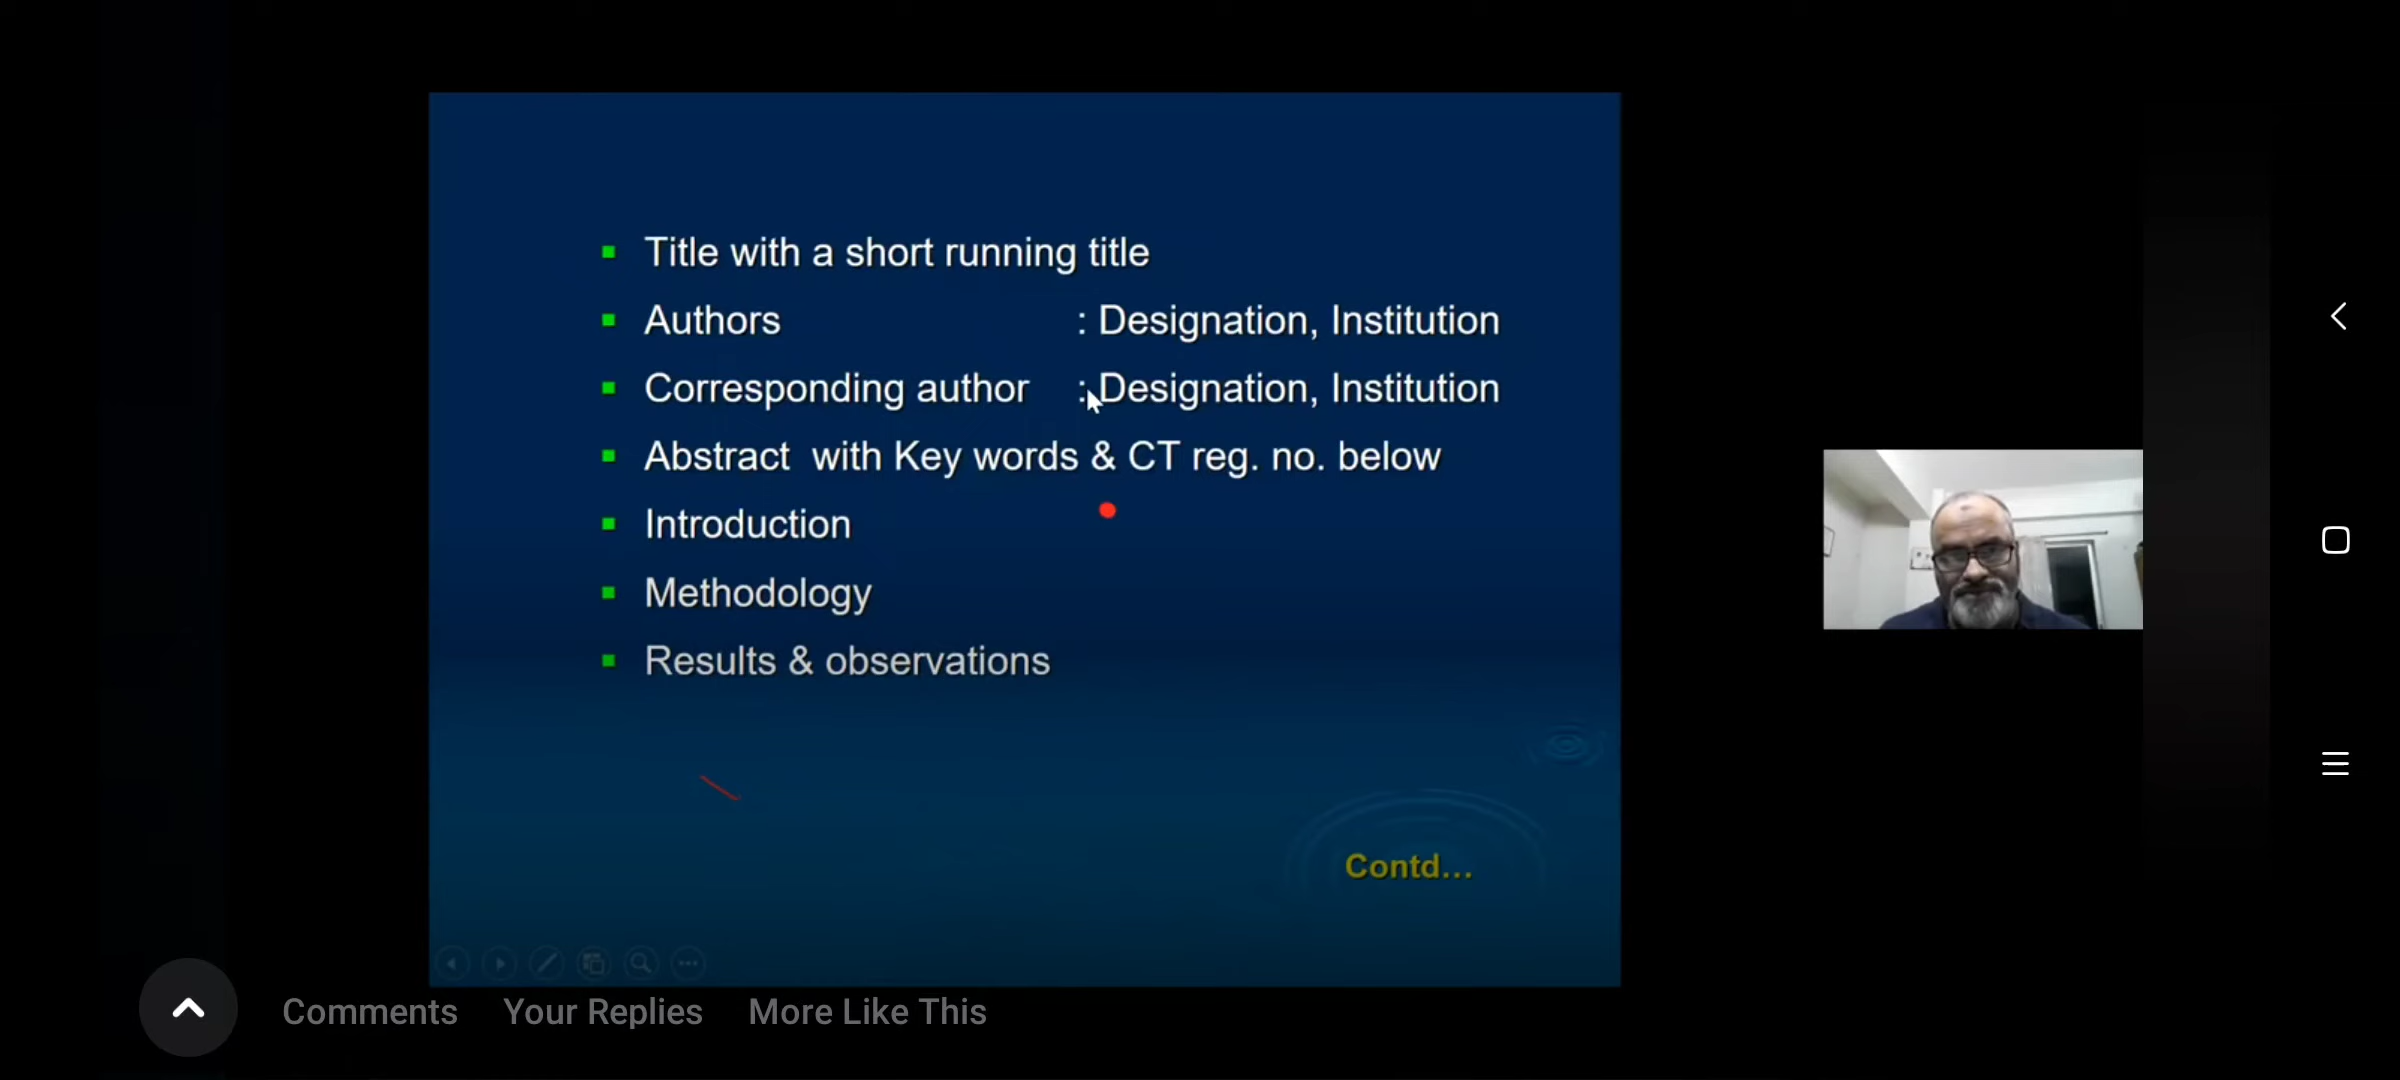 Title with a short running title
Authors : Designation, Institution
Corresponding author : Designation, Institution
Abstract with Key words & CT reg. no. below
Introduction
Methodology
Results & observations
Contd...
Comments Your Replies More Like This